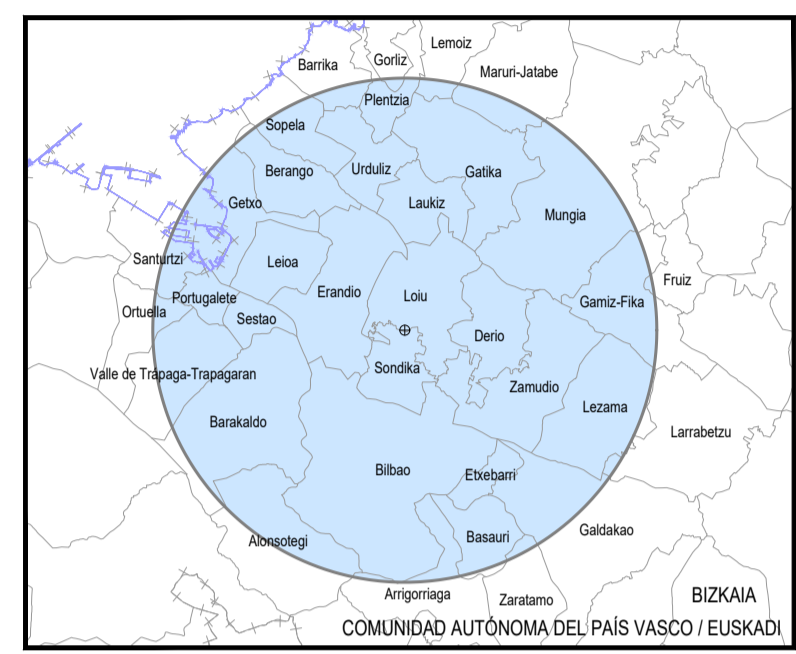 Lemoiz
Gorliz
Barrika
Maruri-Jatabe
Plentzia
Sopela
Berango
Urduliz
Gatika
Getxo
Laukiz
Mungia
Santurtzi
Leioa
Fruiz
Erandio
Loiu
Portugalete
Gamiz-Fika
Ortuella
Sestao
Derio
Sondika
Valle de Trápaga-Trapagaran
Zamudio
Lezama
Barakaldo
Larrabetzu
Bilbao
Etxebarri
Galdakao
Basauri
Alonsotegi
Arrigorriaga
Zaratamo
BIZKAIA
COMUNIDAD AUTÓNOMA DEL PAÍS VASCO / EUSKADI